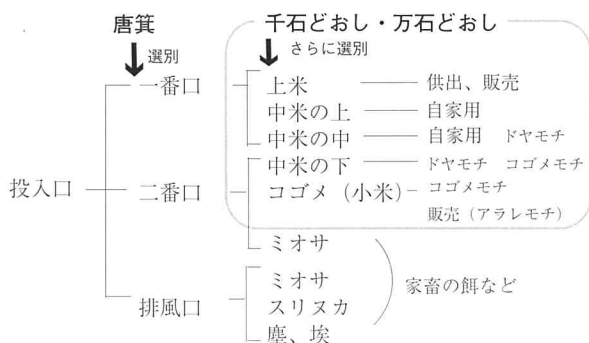 唐箕
千石どおし・万石どおし
選別
さらに選別
一番口
上米
供出、販売
中米の上
自家用
中米の中
自家用 ドヤモチ
中米の下
ドヤモチ コゴメモチ
投入口
二番口
コゴメ(小米)
コゴメモチ
販売(アラレモチ)
ミオサ
ミオサ
家畜の餌など
排風口
スリヌカ
塵、埃